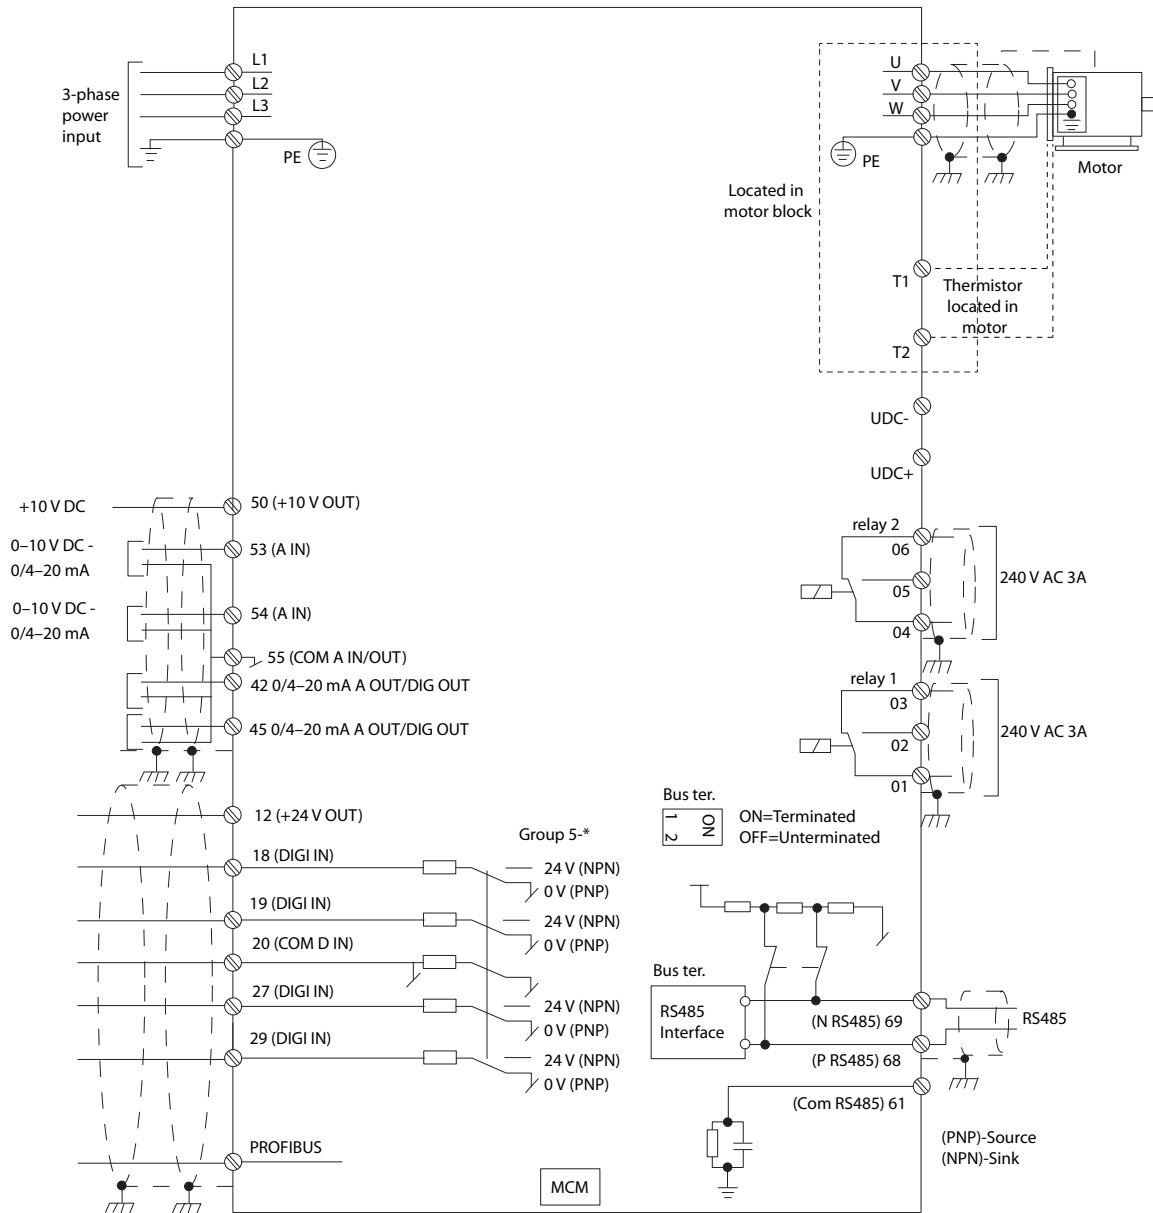 L1
L2
L3
3-phase
power
input
PE
U
V
W
PE
Motor
Located in
motor block
T1
Thermistor
located in
motor
T2
UDC-
UDC+
+10 V DC
50 (+10 V OUT)
0–10 V DC -
0/4–20 mA
53 (A IN)
0–10 V DC -
0/4–20 mA
54 (A IN)
55 (COM A IN/OUT)
42 0/4–20 mA A OUT/DIG OUT
45 0/4–20 mA A OUT/DIG OUT
relay 2
06
05
04
240 V AC 3A
relay 1
03
02
01
240 V AC 3A
12 (+24 V OUT)
Group 5-*
18 (DIGI IN)
24 V (NPN)
0 V (PNP)
19 (DIGI IN)
24 V (NPN)
0 V (PNP)
20 (COM D IN)
27 (DIGI IN)
24 V (NPN)
0 V (PNP)
29 (DIGI IN)
24 V (NPN)
0 V (PNP)
PROFIBUS
Bus ter.
1 2
ON
ON=Terminated
OFF=Unterminated
Bus ter.
RS485
Interface
(N RS485) 69
RS485
(P RS485) 68
(Com RS485) 61
(PNP)-Source
(NPN)-Sink
MCM